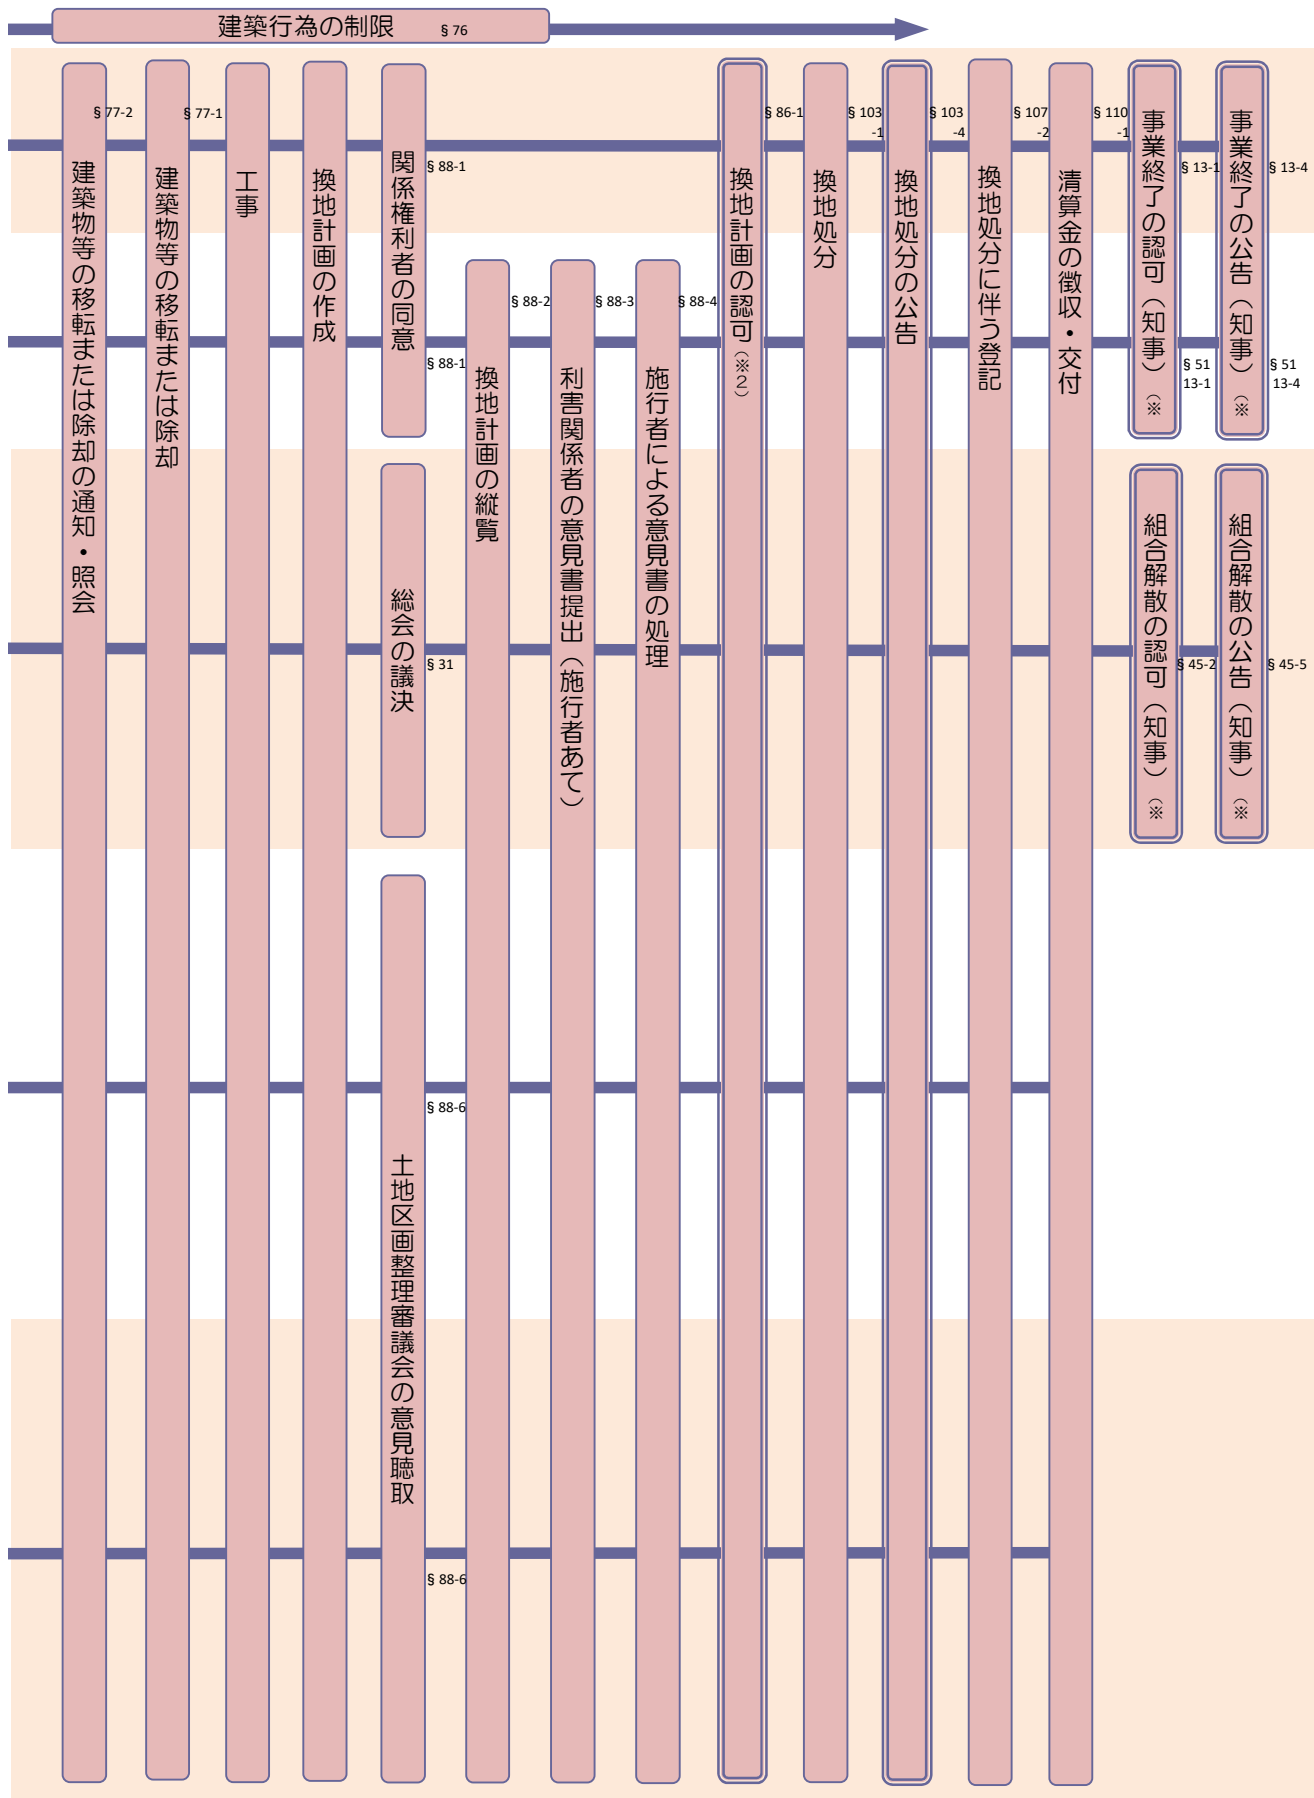 建築行為の制限 § 76
建築物等の移転または除却の通知・照会
§ 77-2
建築物等の移転または除却
§ 77-1
工事
換地計画の作成
関係権利者の同意
§ 88-1
§ 88-1
総会の議決
§ 31
土地区画整理審議会の意見聴取
§ 88-6
§ 88-6
換地計画の縦覧
§ 88-2
利害関係者の意見書提出（施行者あて）
§ 88-3
施行者による意見書の処理
§ 88-4
換地計画の認可（※２）
§ 86-1
換地処分
§ 103
-1
換地処分の公告
§ 103
-4
換地処分に伴う登記
§ 107
-2
清算金の徴収・交付
§ 110
-1
事業終了の認可（知事）（※
§ 13-1
§ 51
13-1
事業終了の公告（知事）（※
§ 13-4
§ 51
13-4
組合解散の認可（知事）（※
§ 45-2
組合解散の公告（知事）（※
§ 45-5